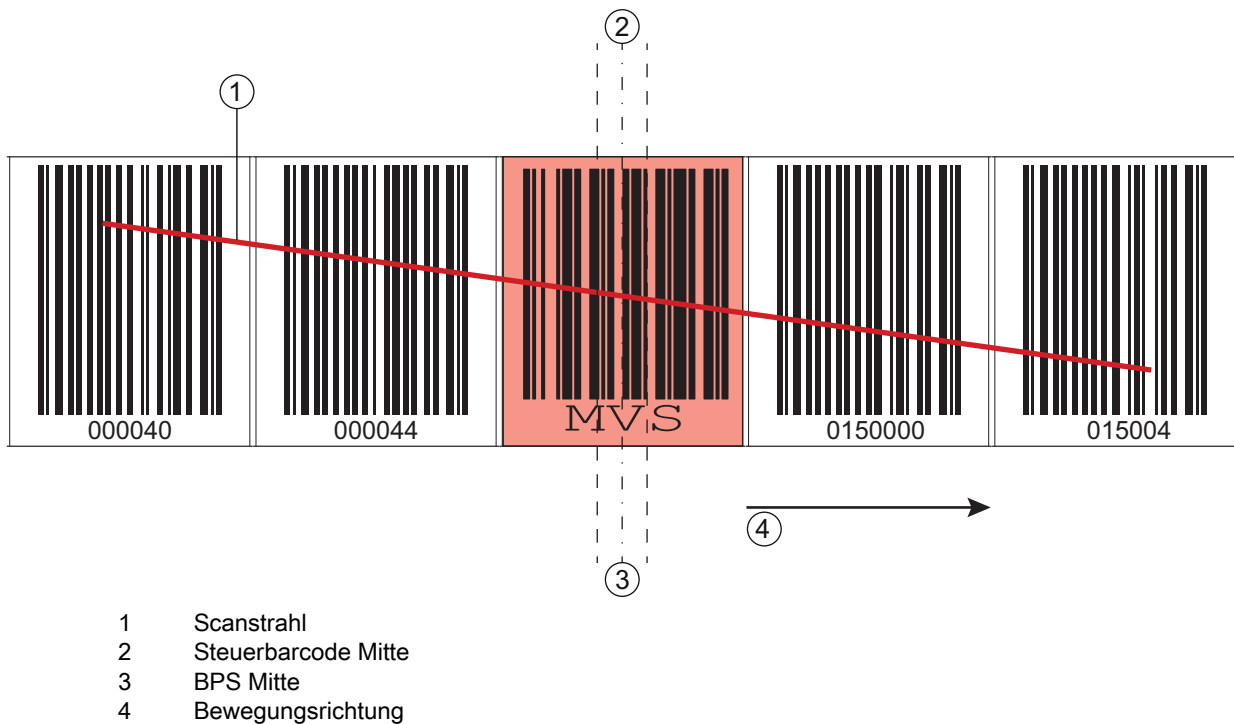 2
1
000040 000044 MVS 0150000 015004
4
3
1 Scanstrahl
2 Steuerbarcode Mitte
3 BPS Mitte
4 Bewegungsrichtung